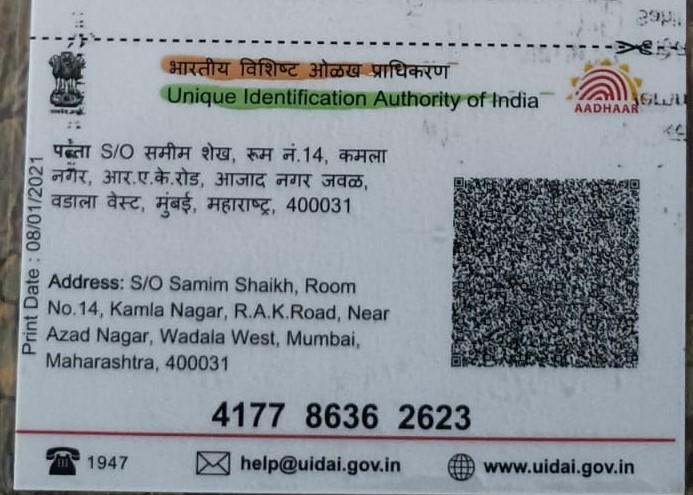 भारतीय विशिष्ट ओळख प्राधिकरण
Unique Identification Authority of India
AADHAAR
पत्ता S/O समीम शेख, रूम नं.14, कमला
नगर, आर.ए.के.रोड, आजाद नगर जवळ,
वडाला वेस्ट, मुंबई, महाराष्ट्र, 400031
Print Date : 08/01/2021
Address: S/O Samim Shaikh, Room
No.14, Kamla Nagar, R.A.K.Road, Near
Azad Nagar, Wadala West, Mumbai,
Maharashtra, 400031
4177 8636 2623
1947
help@uidai.gov.in
www.uidai.gov.in